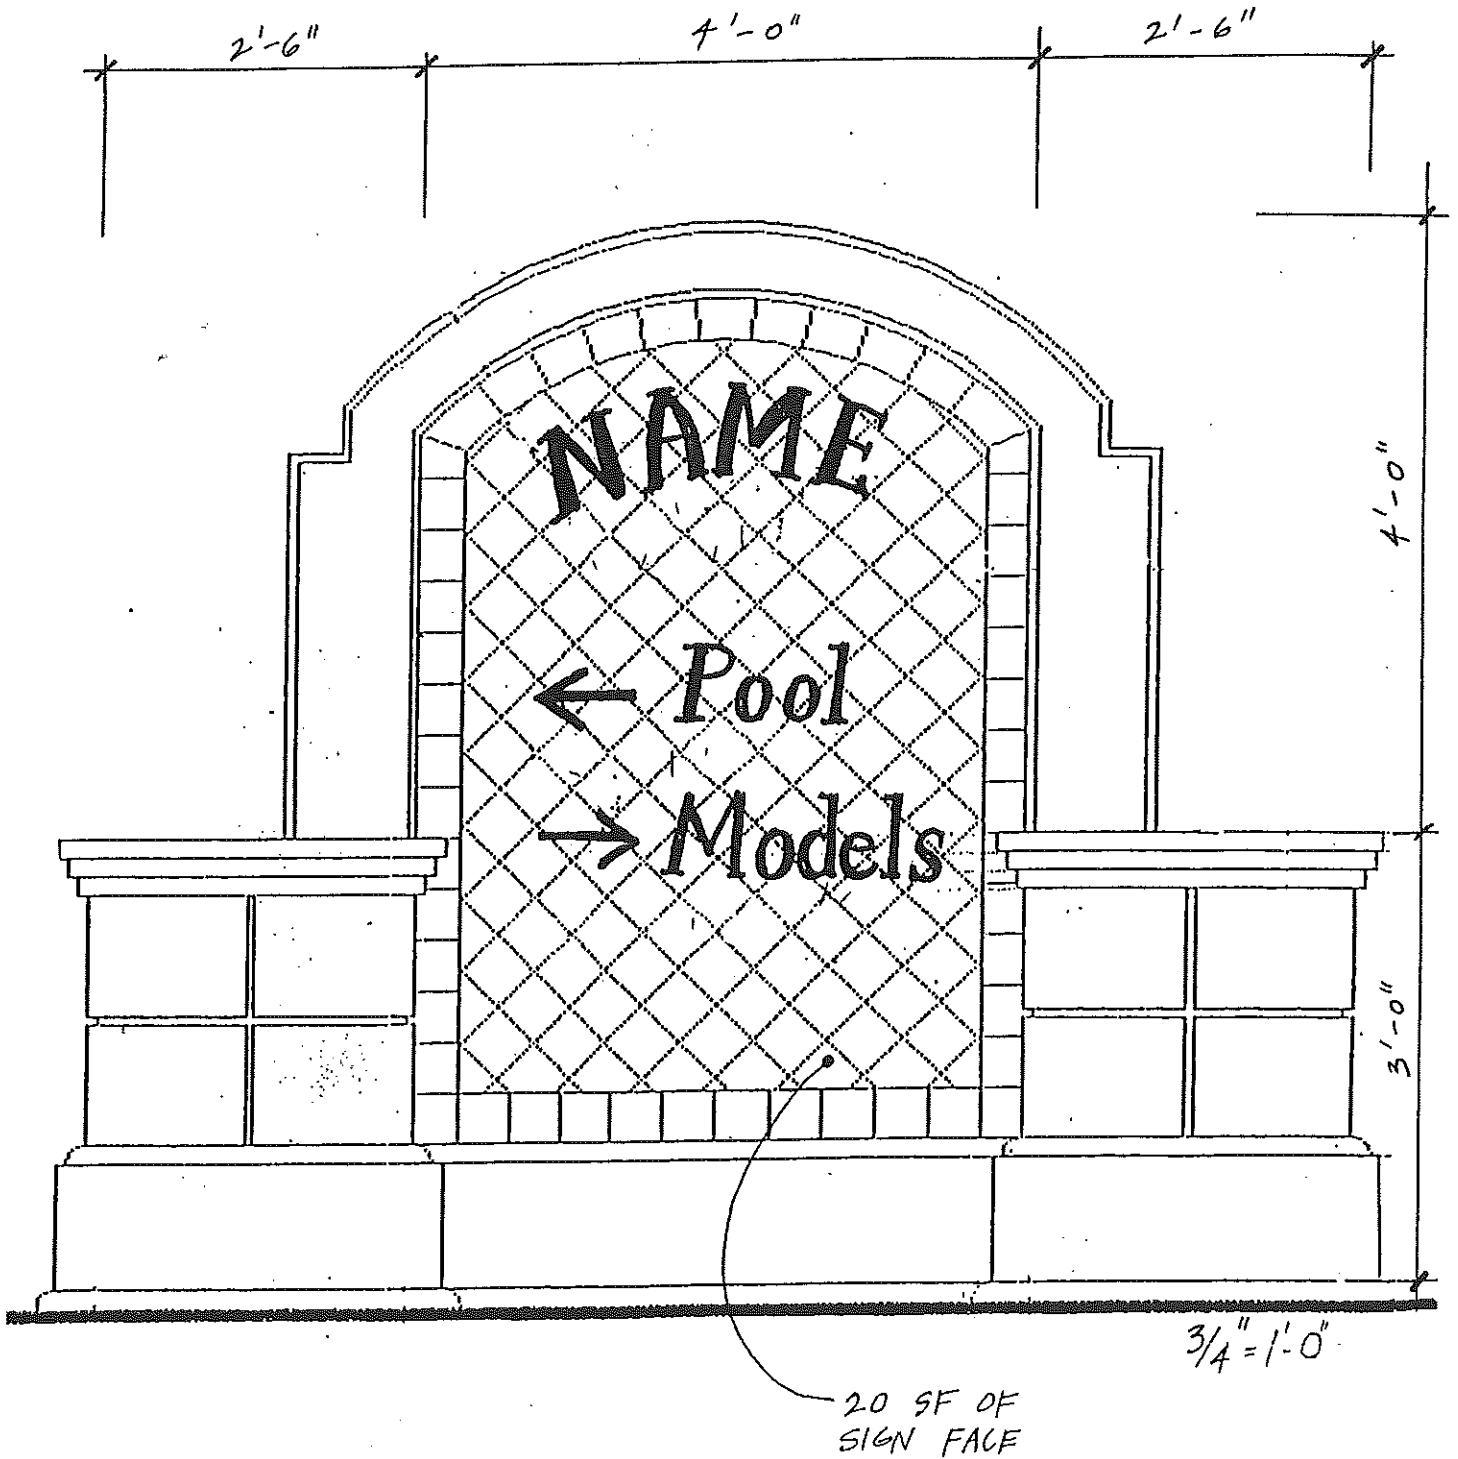 2'-6" 4'-0" 2'-6"
NAME
4'-0"
← Pool
→ Models
3'-0"
3/4" = 1'-0"
20 SF OF
SIGN FACE